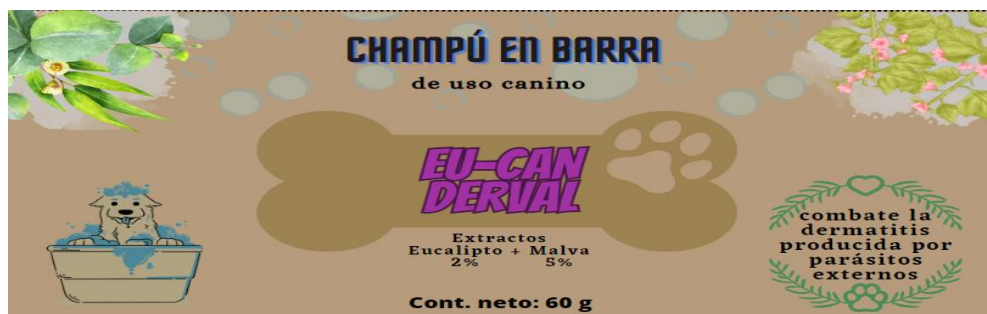 CHAMPÚ EN BARRA
de uso canino
EU-CAN
DERVAL
Extractos
Eucalipto + Malva
2% 5%
Cont. neto: 60 g
combate la
dermatitis
producida por
parásitos
externos